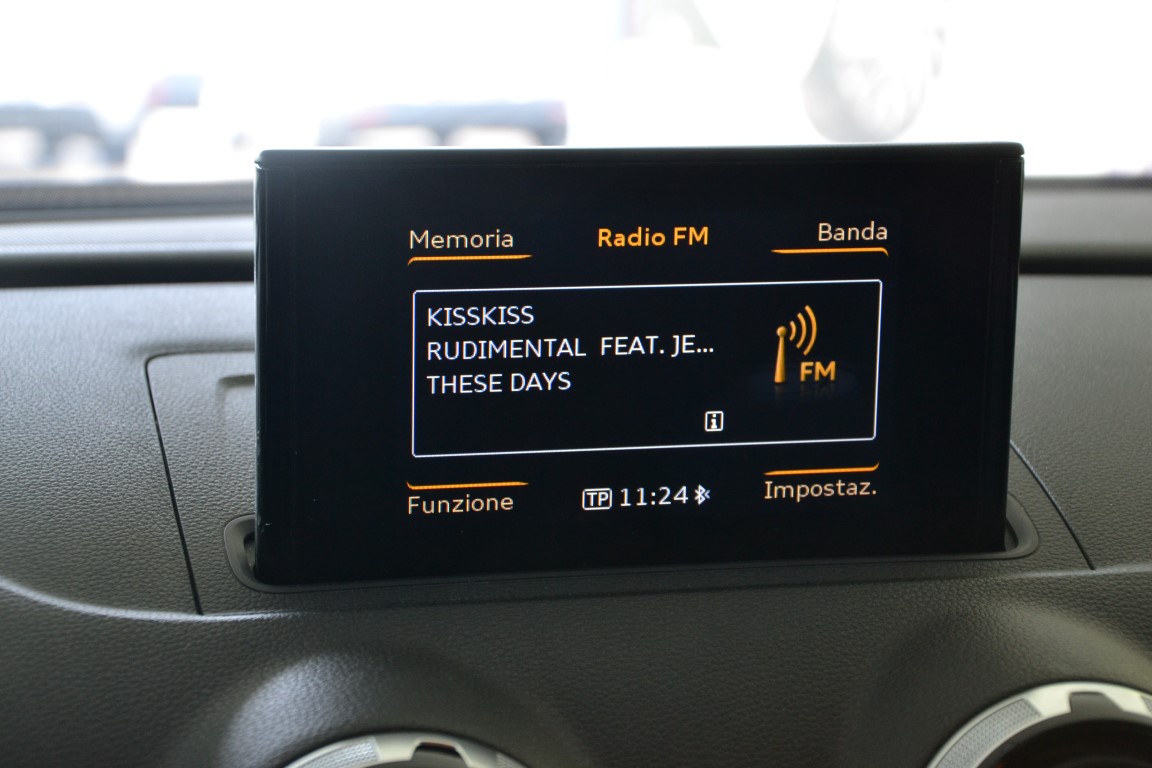 Memoria Radio FM Banda
KISSKISS
RUDIMENTAL FEAT. JE...
THESE DAYS
FM
i
Funzione TP 11:24 Impostaz.